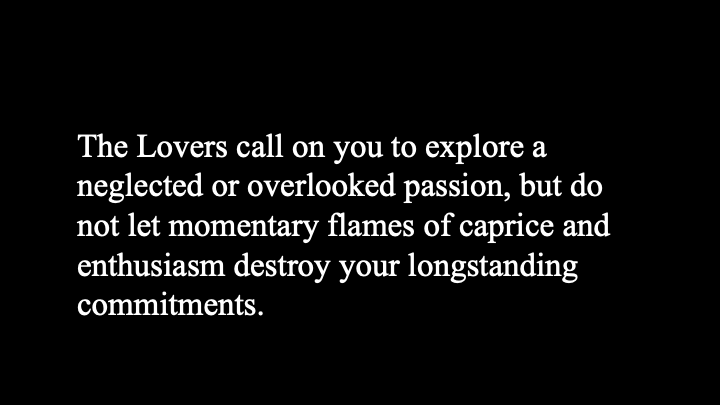 The Lovers call on you to explore a
neglected or overlooked passion, but do
not let momentary flames of caprice and
enthusiasm destroy your longstanding
commitments.